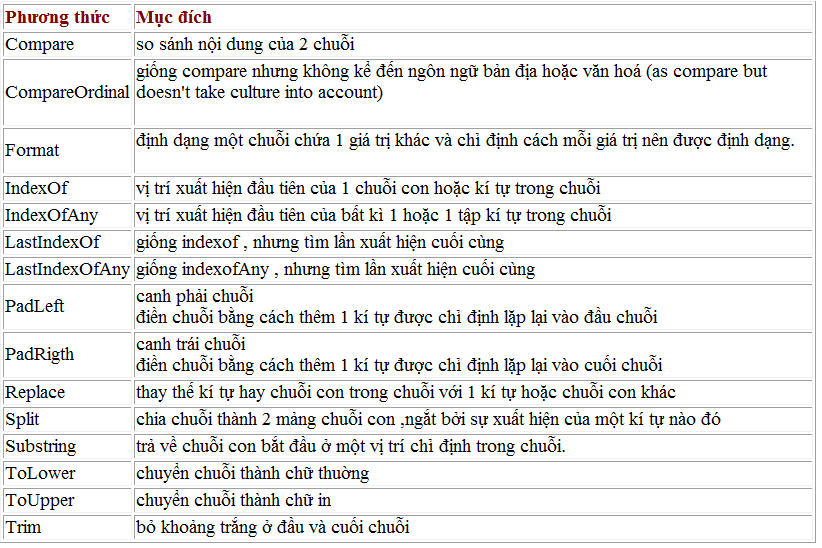 Phương thức Mục đích
Compare so sánh nội dung của 2 chuỗi
CompareOrdinal giống compare nhưng không kể đến ngôn ngữ bản địa hoặc văn hoá (as compare but
doesn't take culture into account)
Format định dạng một chuỗi chứa 1 giá trị khác và chỉ định cách mỗi giá trị nên được định dạng.
IndexOf vị trí xuất hiện đầu tiên của 1 chuỗi con hoặc kí tự trong chuỗi
IndexOfAny vị trí xuất hiện đầu tiên của bất kì 1 hoặc 1 tập kí tự trong chuỗi
LastIndexOf giống indexof , nhưng tìm lần xuất hiện cuối cùng
LastIndexOfAny giống indexofAny , nhưng tìm lần xuất hiện cuối cùng
PadLeft canh phải chuỗi
điền chuỗi bằng cách thêm 1 kí tự được chỉ định lặp lại vào đầu chuỗi
PadRigth canh trái chuỗi
điền chuỗi bằng cách thêm 1 kí tự được chỉ định lặp lại vào cuối chuỗi
Replace thay thế kí tự hay chuỗi con trong chuỗi với 1 kí tự hoặc chuỗi con khác
Split chia chuỗi thành 2 mảng chuỗi con ,ngắt bởi sự xuất hiện của một kí tự nào đó
Substring trả về chuỗi con bắt đầu ở một vị trí chỉ định trong chuỗi.
ToLower chuyển chuỗi thành chữ thuờng
ToUpper chuyển chuỗi thành chữ in
Trim bỏ khoảng trắng ở đầu và cuối chuỗi